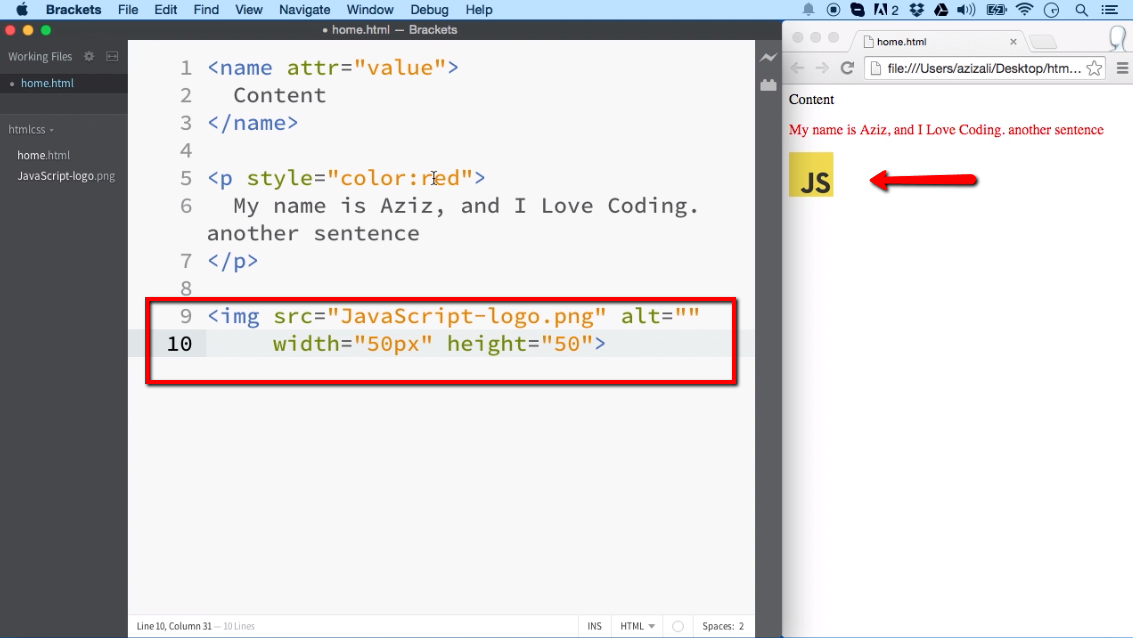 Brackets File Edit Find View Navigate Window Debug Help 2
• home.html — Brackets
Working Files
• home.html
htmlcss
home.html
JavaScript-logo.png
1 <name attr="value">
2 Content
3 </name>
4
5 <p style="color:red">
6 My name is Aziz, and I Love Coding.
another sentence
7 </p>
8
9 <img src="JavaScript-logo.png" alt=""
10 width="50px" height="50">
Line 10, Column 31 — 10 Lines
INS HTML Spaces: 2
home.html
file:///Users/azizali/Desktop/htm...
Content
My name is Aziz, and I Love Coding. another sentence
JS